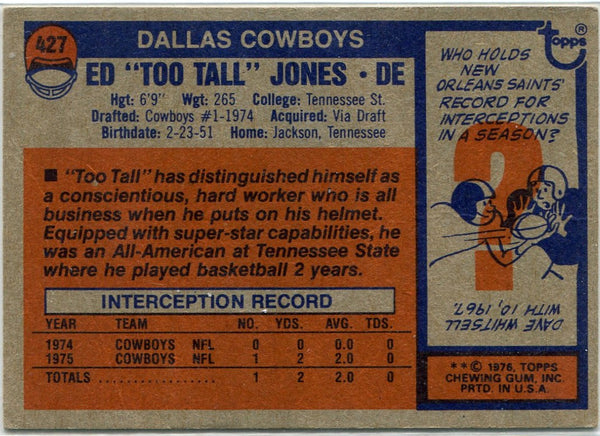 427
DALLAS COWBOYS
ED "TOO TALL" JONES · DE
Hgt: 6'9" Wgt: 265 College: Tennessee St.
Drafted: Cowboys #1-1974 Acquired: Via Draft
Birthdate: 2-23-51 Home: Jackson, Tennessee
"Too Tall" has distinguished himself as
a conscientious, hard worker who is all
business when he puts on his helmet.
Equipped with super-star capabilities, he
was an All-American at Tennessee State
where he played basketball 2 years.
INTERCEPTION RECORD
YEAR TEAM NO. YDS. AVG. TDS.
1974 COWBOYS NFL 0 0 0.0 0
1975 COWBOYS NFL 1 2 2.0 0
TOTALS 1 2 2.0 0
topps®
WHO HOLDS
NEW
ORLEANS SAINTS'
RECORD FOR
INTERCEPTIONS
IN A SEASON?
?
DAVE WHITSELL
WITH 10, 1967.
**© 1976, TOPPS
CHEWING GUM, INC.
PRTD. IN U.S.A.